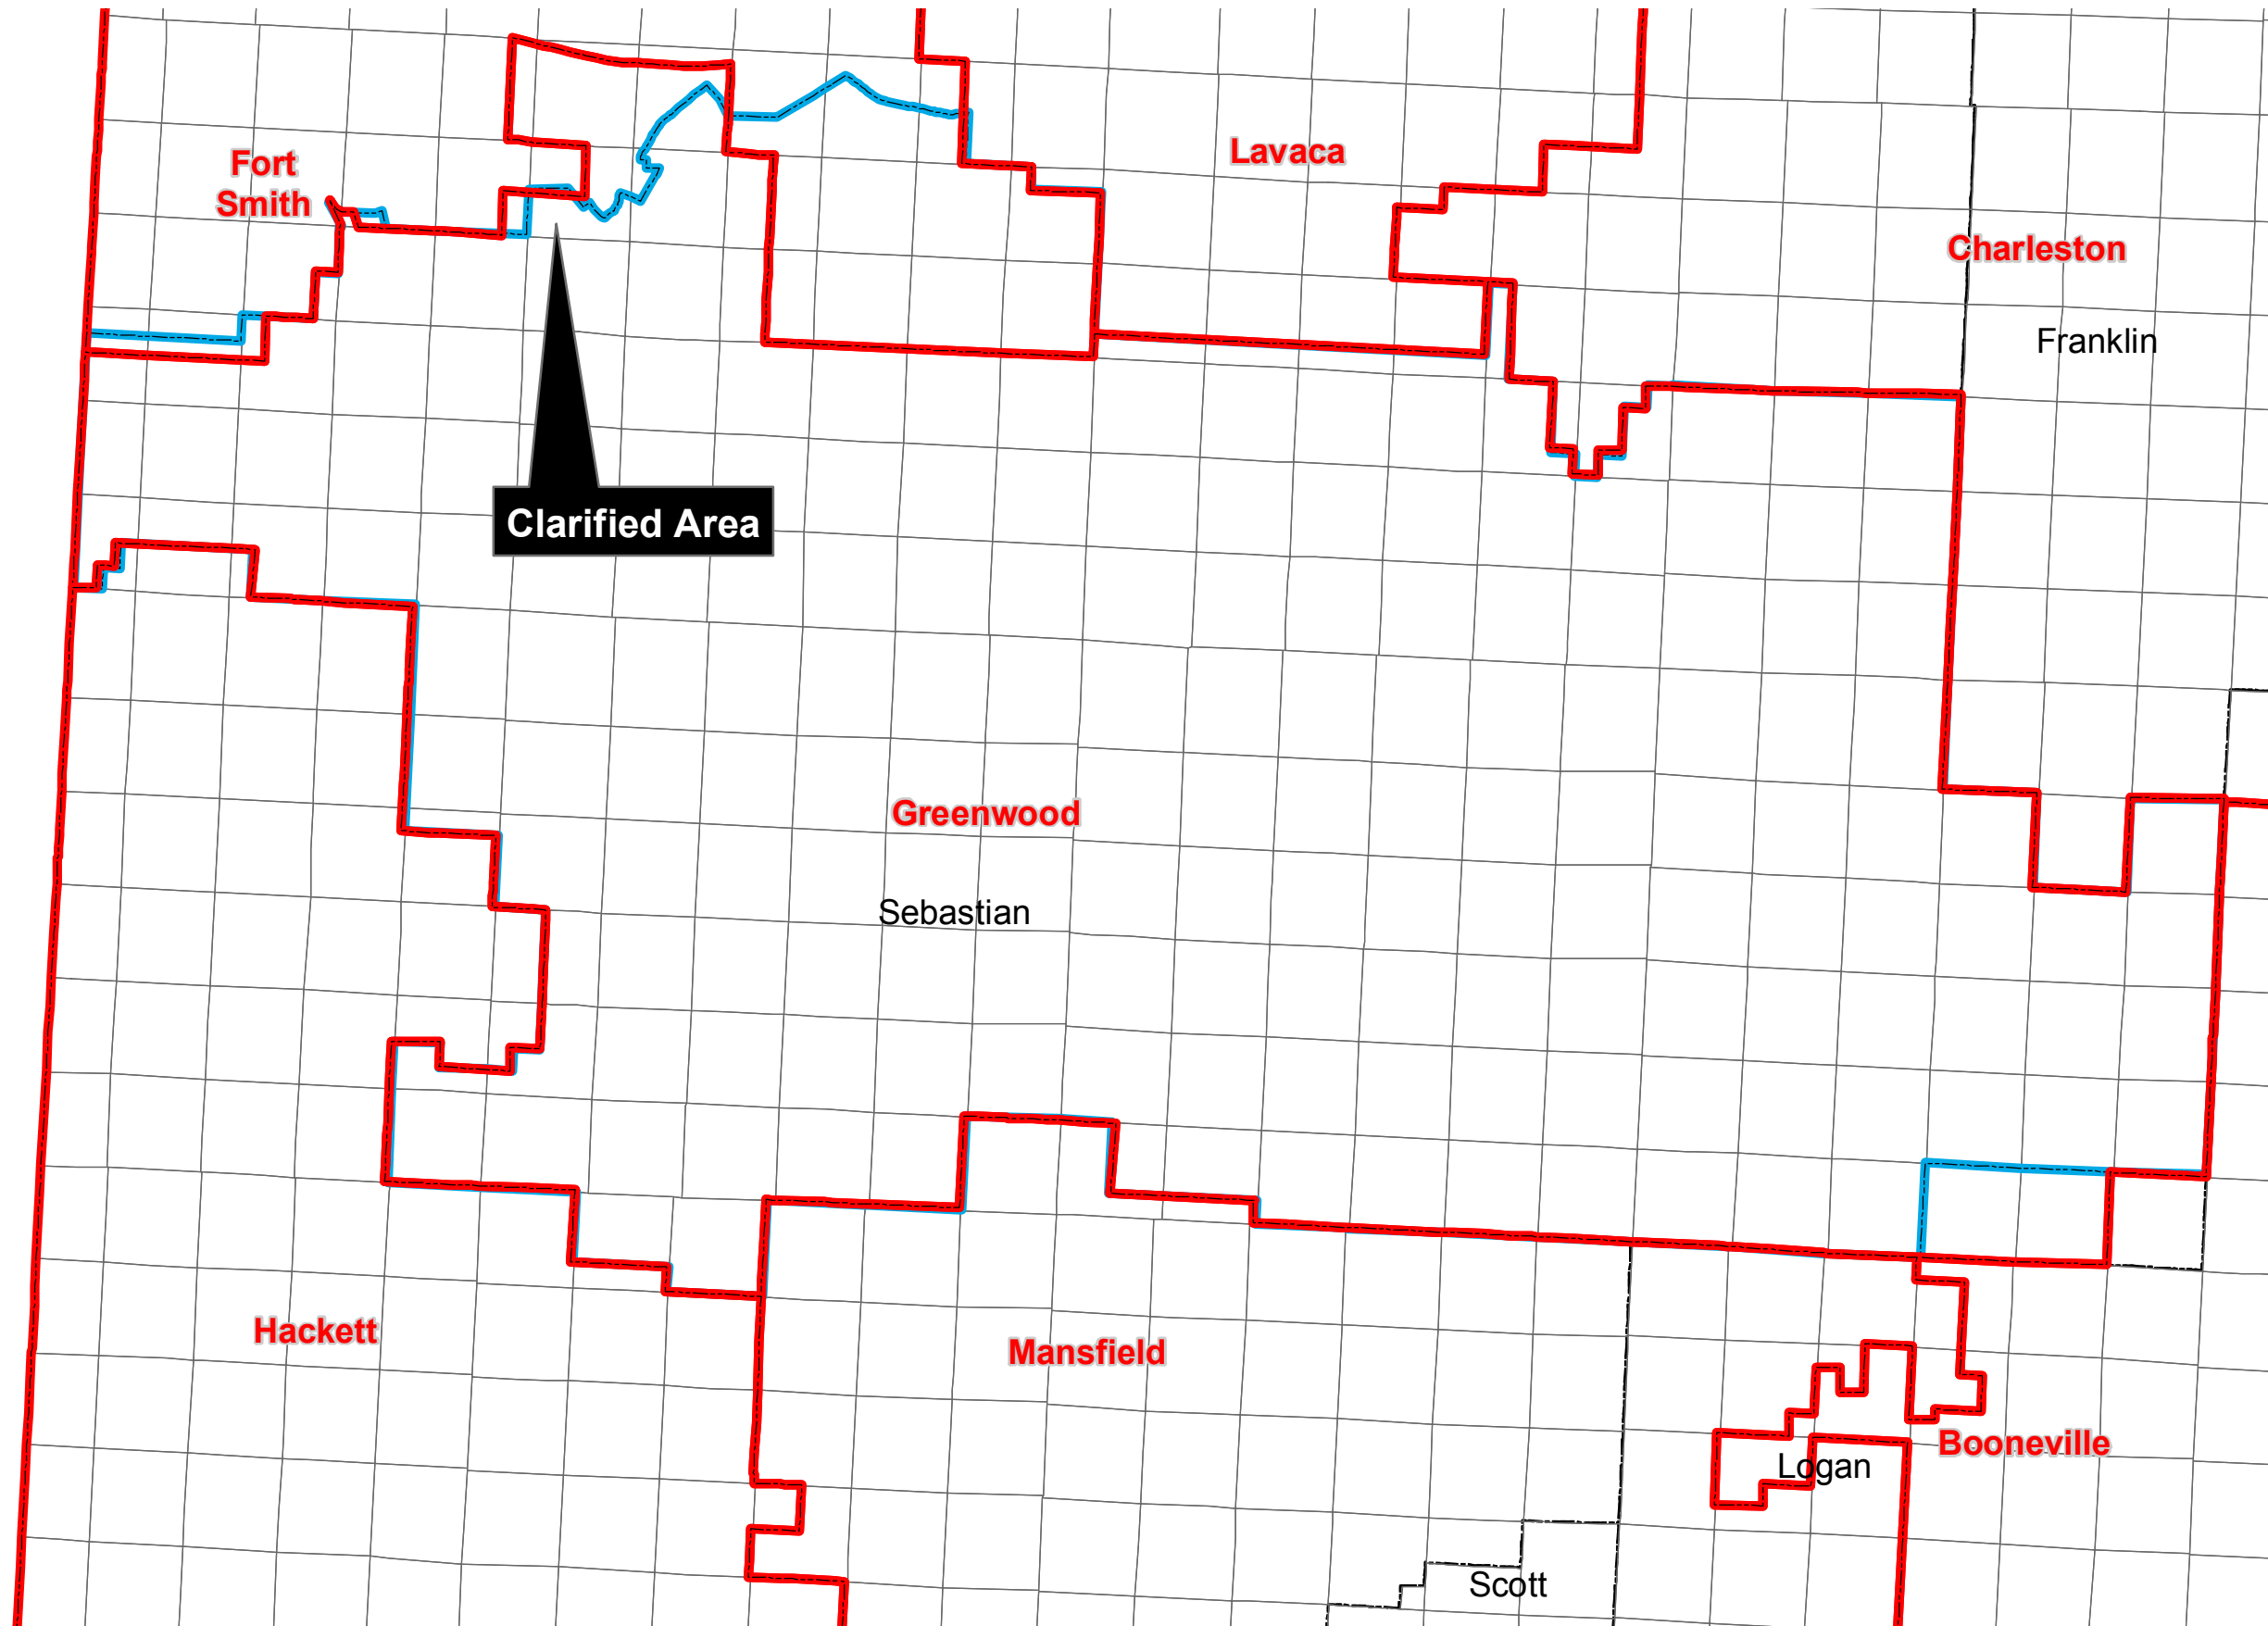 Fort
Smith
Lavaca
Charleston
Franklin
Clarified Area
Greenwood
Sebastian
Hackett
Mansfield
Booneville
Logan
Scott